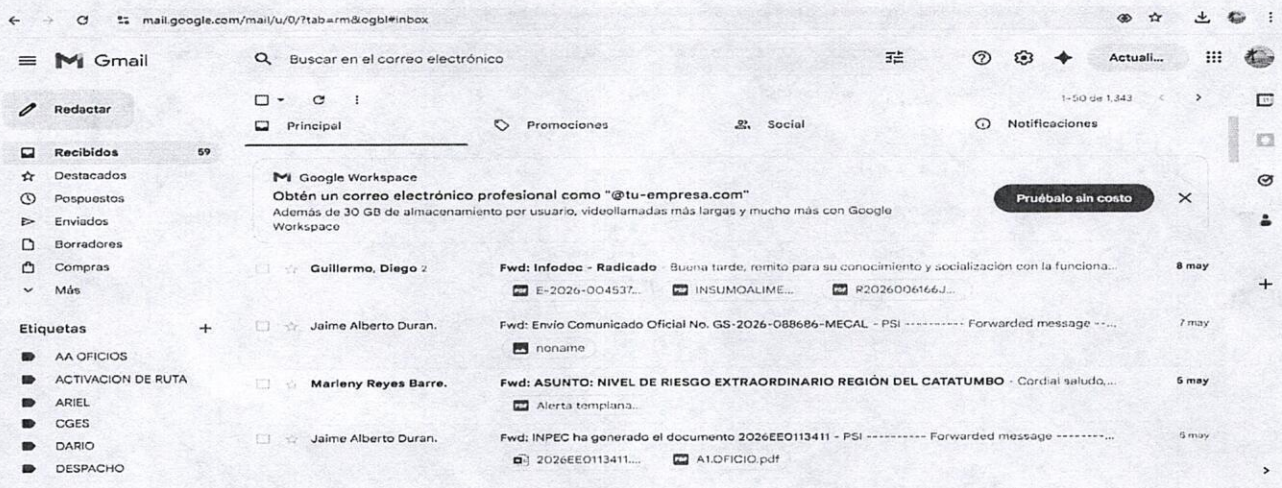 mail.google.com/mail/u/0/?tab=rm&ogbl#inbox
Gmail
Buscar en el correo electrónico
Actuali...
Redactar
1-50 de 1,343
Principal
Promociones
Social
Notificaciones
Recibidos 59
Destacados
Pospuestos
Enviados
Borradores
Compras
Más
Google Workspace
Obtén un correo electrónico profesional como "@tu-empresa.com"
Además de 30 GB de almacenamiento por usuario, videollamadas más largas y mucho más con Google
Workspace
Pruébalo sin costo
Guillermo, Diego 2 Fwd: Infodoc - Radicado - Buena tarde, remito para su conocimiento y socialización con la funciona... 8 may
PDF E-2026-004537... PDF INSUMOALIME... PDF R2026006166J...
Etiquetas
AA OFICIOS
ACTIVACION DE RUTA
ARIEL
CGES
DARIO
DESPACHO
Jaime Alberto Duran. Fwd: Envío Comunicado Oficial No. GS-2026-088686-MECAL - PSI ---------- Forwarded message --... 7 may
noname
Marleny Reyes Barre. Fwd: ASUNTO: NIVEL DE RIESGO EXTRAORDINARIO REGIÓN DEL CATATUMBO - Cordial saludo,... 5 may
PDF Alerta temprana...
Jaime Alberto Duran. Fwd: INPEC ha generado el documento 2026EE0113411 - PSI ---------- Forwarded message --------... 5 may
2026EE0113411.... PDF A1.OFICIO.pdf